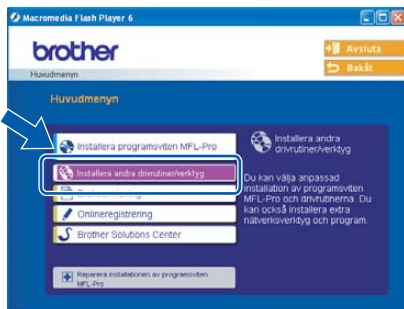 Macromedia Flash Player 6
brother
Avsluta
Bakåt
Huvudmenyn
Huvudmenyn
Installera programsviten MFL-Pro
Installera andra drivrutiner/verktyg
Onlineregistrering
Brother Solutions Center
Reparera installationen av programsviten
MFL-Pro
Installera andra
drivrutiner/verktyg
Du kan välja anpassad
installation av programsviten
MFL-Pro och drivrutinerna. Du
kan också installera extra
nätverksverktyg och program.